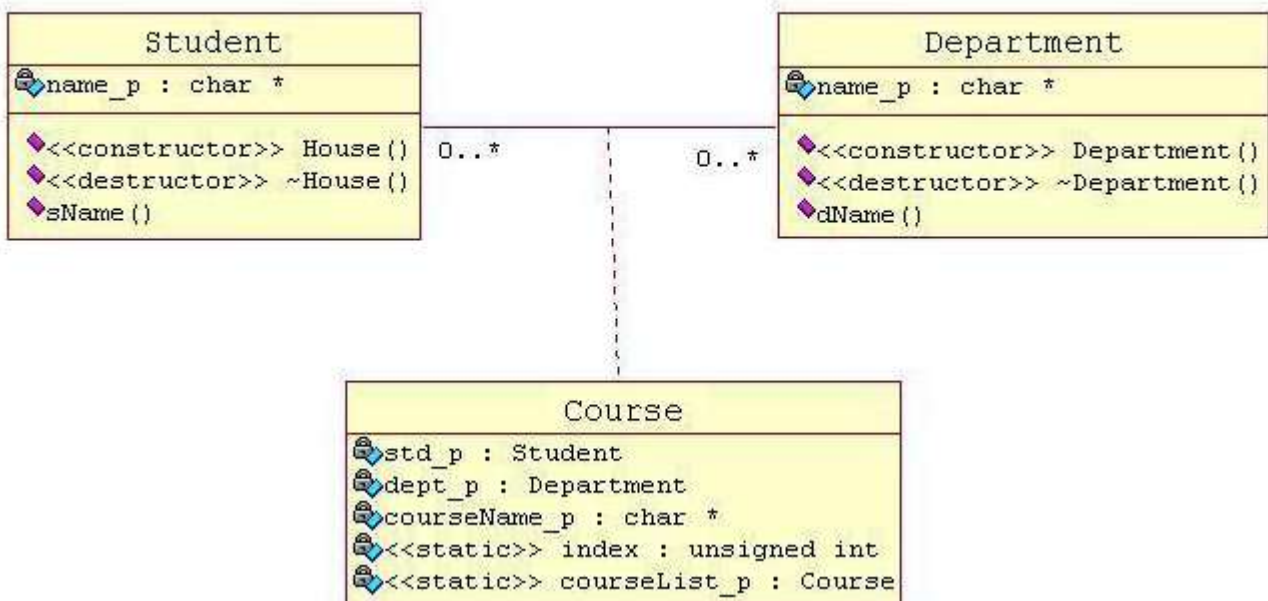 Student
name_p : char *
<<constructor>> House()
<<destructor>> ~House()
sName()
0..*
0..*
Department
name_p : char *
<<constructor>> Department()
<<destructor>> ~Department()
dName()
Course
std_p : Student
dept_p : Department
courseName_p : char *
<<static>> index : unsigned int
<<static>> courseList_p : Course